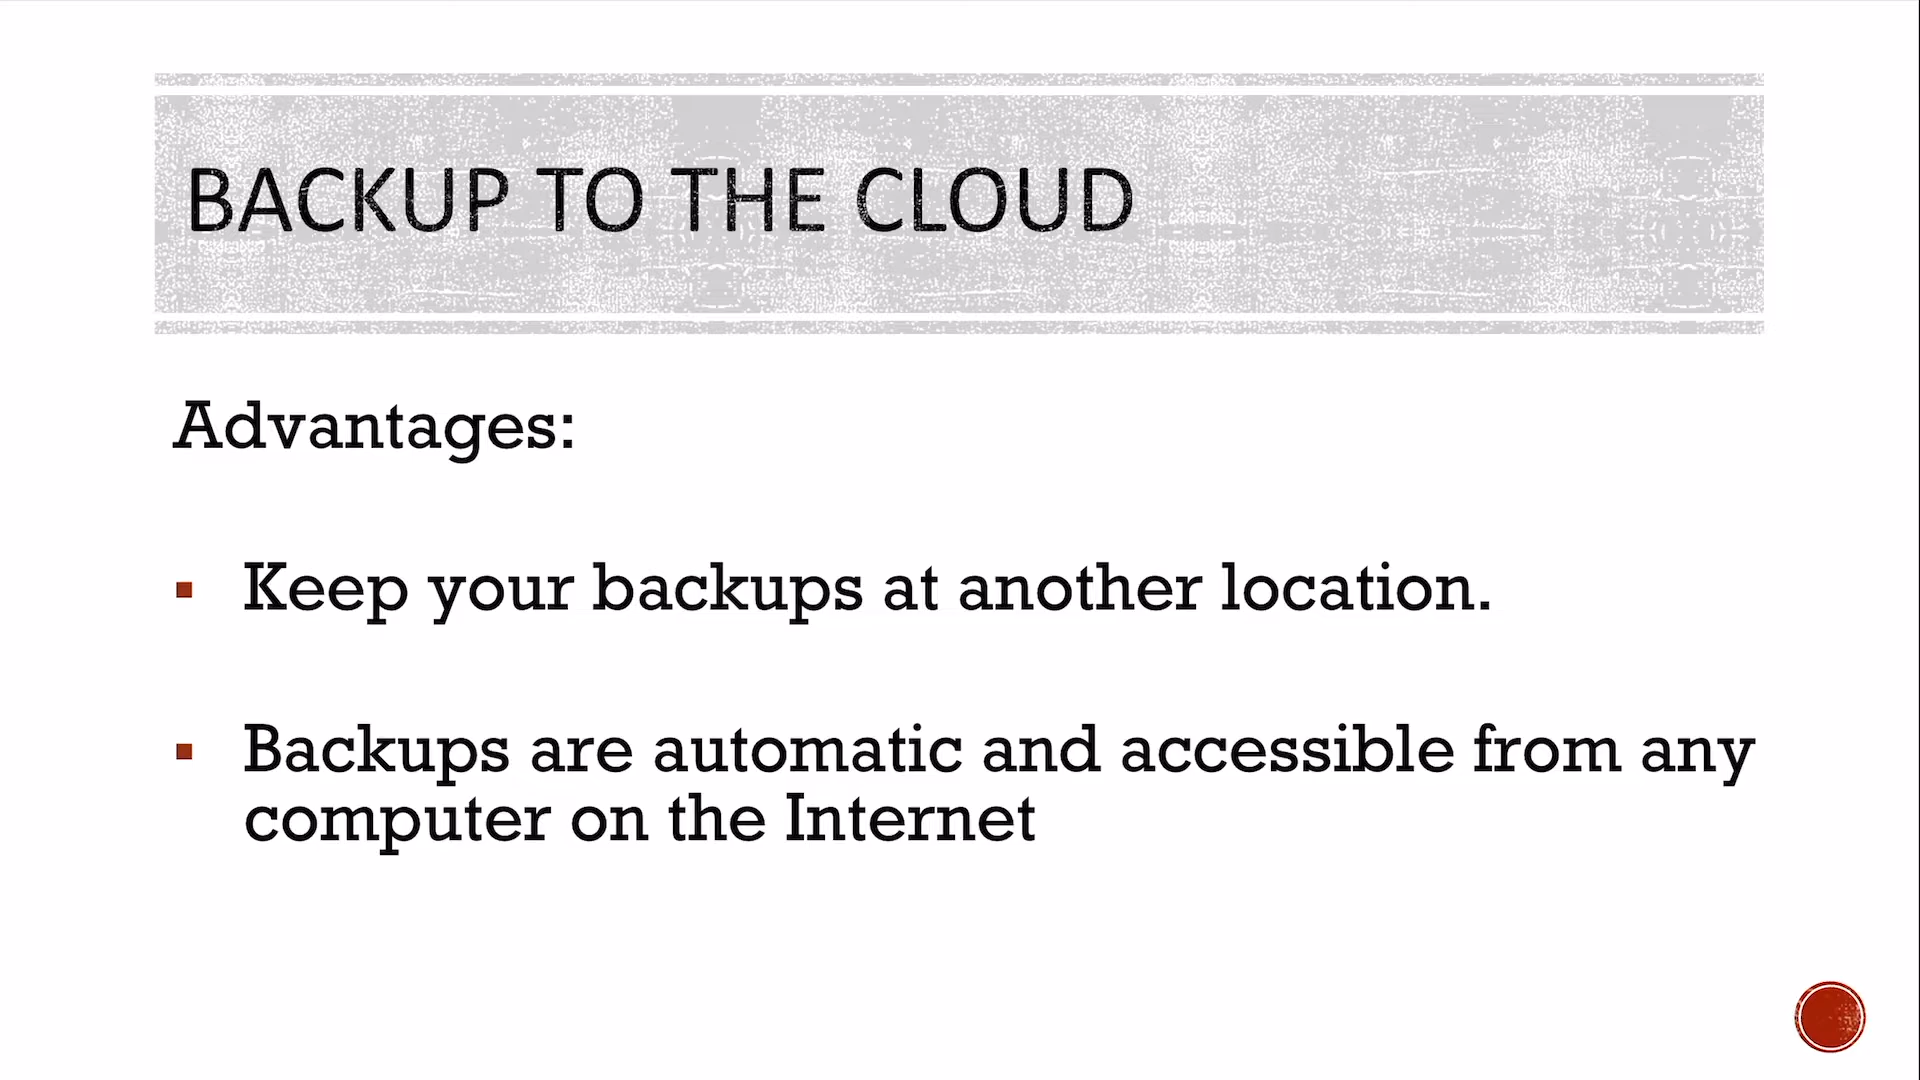 BACKUP TO THE CLOUD
Advantages:
▪ Keep your backups at another location.
▪ Backups are automatic and accessible from any
computer on the Internet